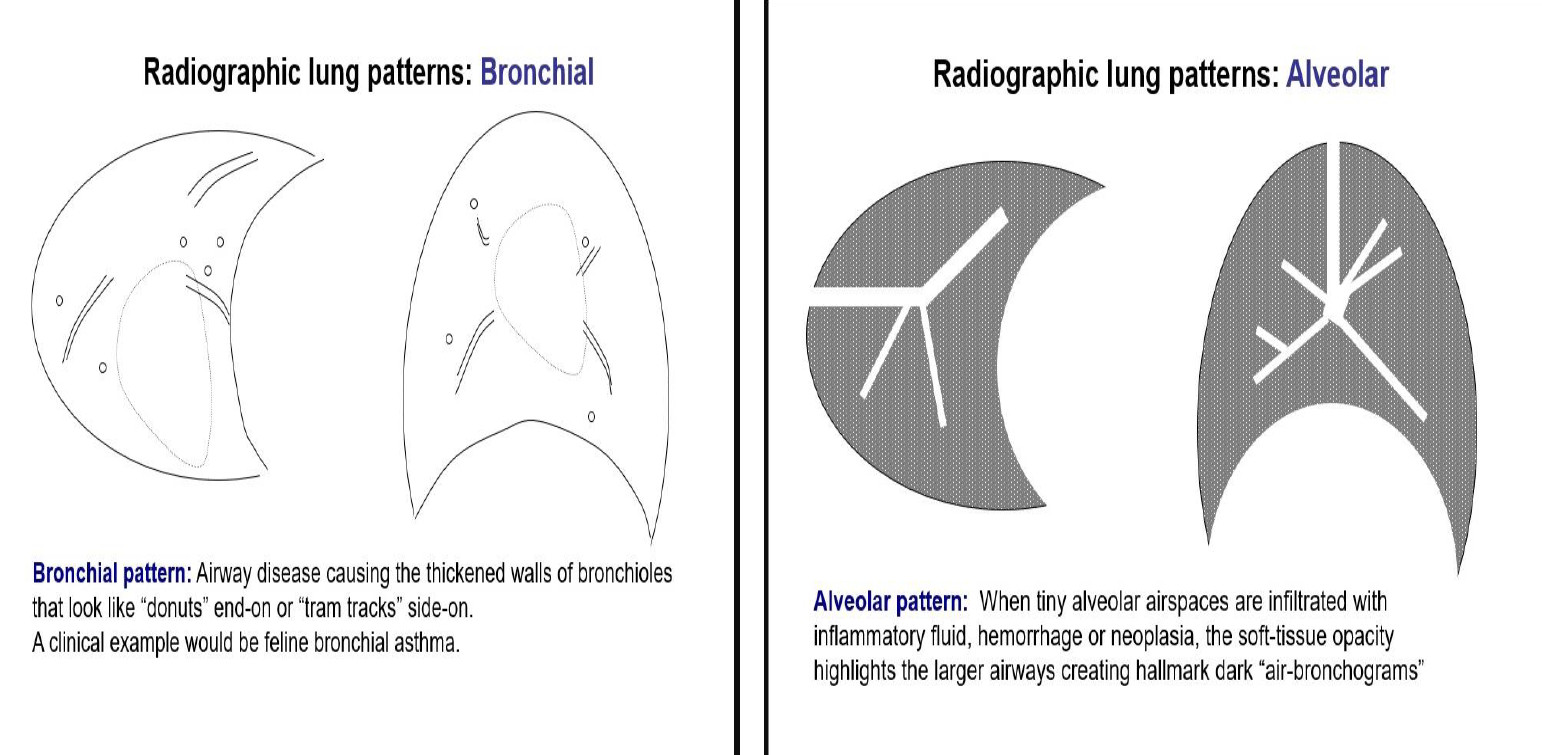 Radiographic lung patterns: Bronchial
Bronchial pattern: Airway disease causing the thickened walls of bronchioles
that look like “donuts” end-on or “tram tracks” side-on.
A clinical example would be feline bronchial asthma.
Radiographic lung patterns: Alveolar
Alveolar pattern: When tiny alveolar airspaces are infiltrated with
inflammatory fluid, hemorrhage or neoplasia, the soft-tissue opacity
highlights the larger airways creating hallmark dark “air-bronchograms”